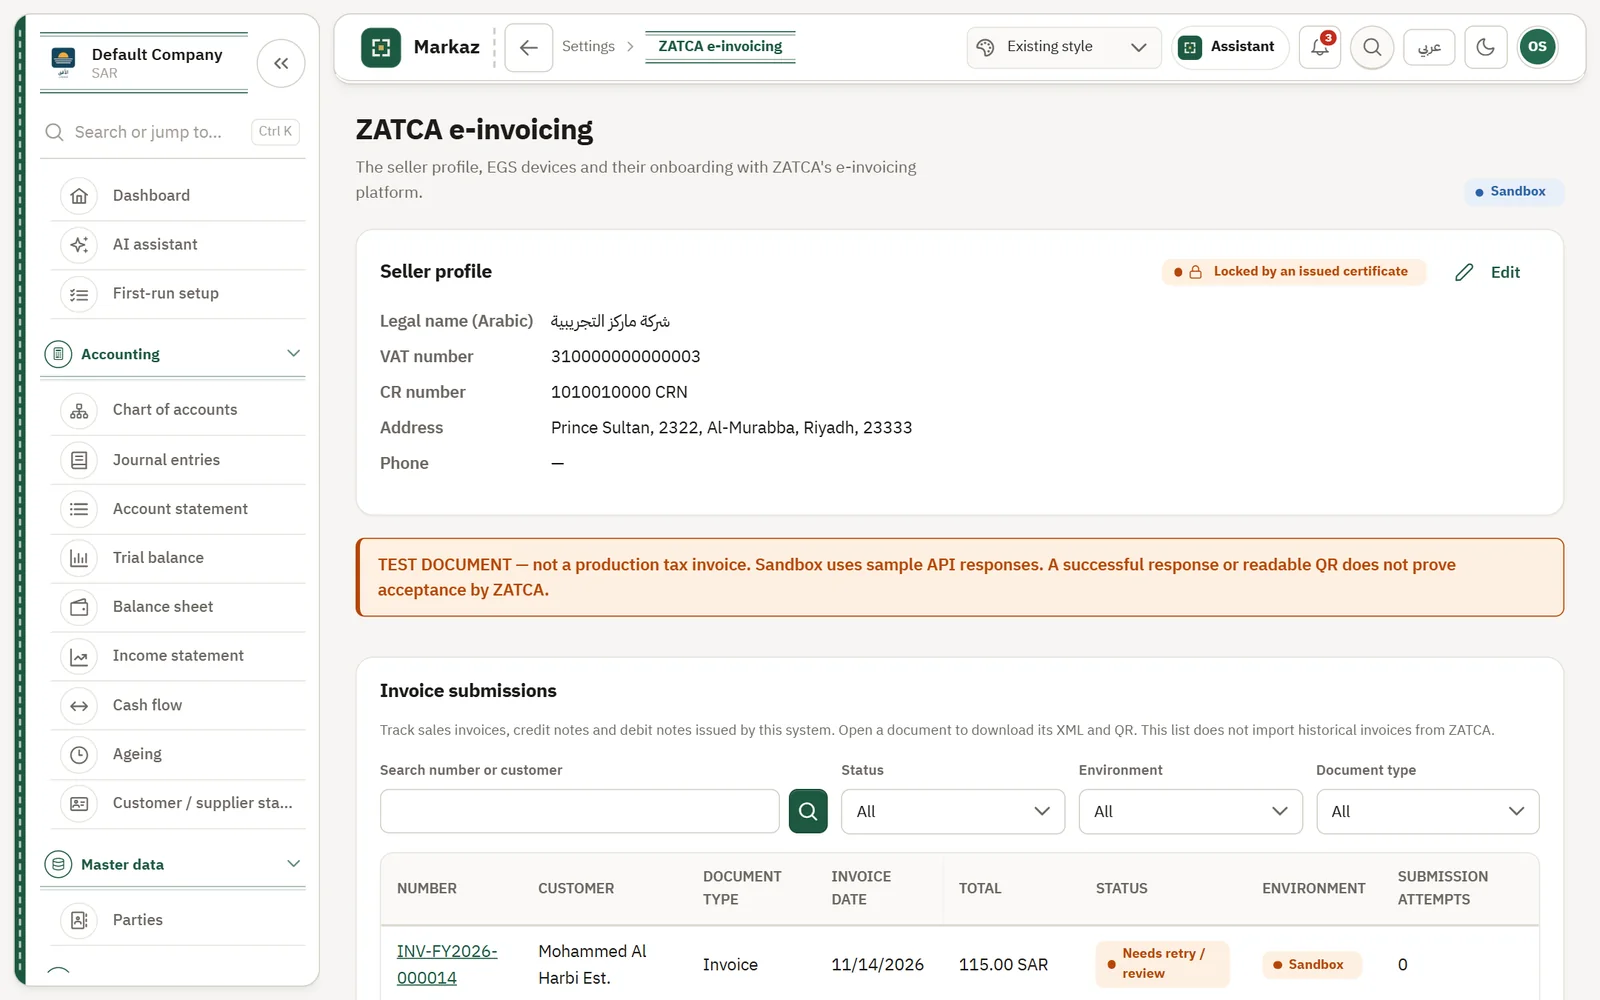 Default Company
SAR
Search or jump to...
Ctrl K
Dashboard
AI assistant
First-run setup
Accounting
Chart of accounts
Journal entries
Account statement
Trial balance
Balance sheet
Income statement
Cash flow
Ageing
Customer / supplier sta...
Master data
Parties
Markaz
Settings
ZATCA e-invoicing
Existing style
Assistant
3
عربي
OS
ZATCA e-invoicing
The seller profile, EGS devices and their onboarding with ZATCA's e-invoicing
platform.
Sandbox
Seller profile
Locked by an issued certificate
Edit
Legal name (Arabic) شركة ماركز التجريبية
VAT number 310000000000003
CR number 1010010000 CRN
Address Prince Sultan, 2322, Al-Murabba, Riyadh, 23333
Phone —
TEST DOCUMENT — not a production tax invoice. Sandbox uses sample API responses. A successful response or readable QR does not prove
acceptance by ZATCA.
Invoice submissions
Track sales invoices, credit notes and debit notes issued by this system. Open a document to download its XML and QR. This list does not import historical invoices from ZATCA.
Search number or customer
Status
Environment
Document type
All
All
All
NUMBER
CUSTOMER
DOCUMENT
TYPE
INVOICE
DATE
TOTAL
STATUS
ENVIRONMENT
SUBMISSION
ATTEMPTS
INV-FY2026-
000014
Mohammed Al
Harbi Est.
Invoice
11/14/2026
115.00 SAR
Needs retry /
review
Sandbox
0